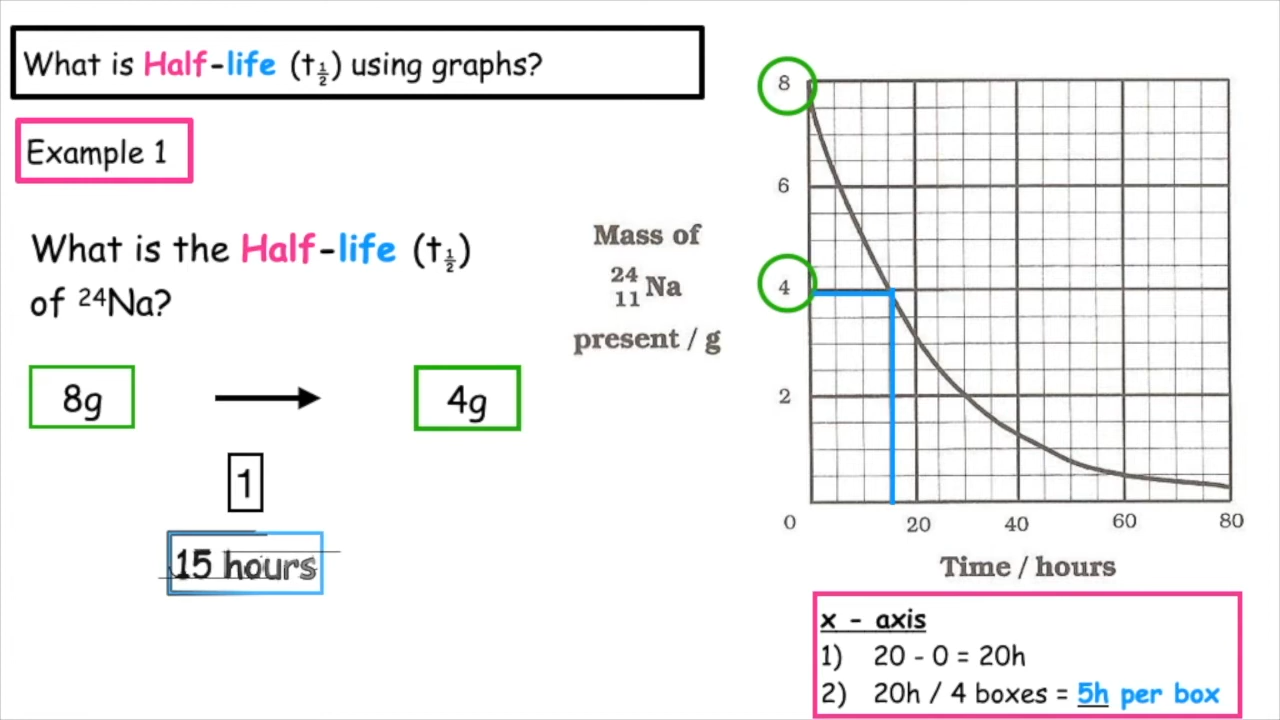 What is Half-life (t½) using graphs?
Example 1
What is the Half-life (t½)
of ²⁴Na?
8g
4g
1
15 hours
Mass of
²⁴₁₁Na
present / g
8
6
4
2
0
20
40
60
80
Time / hours
x - axis
1) 20 - 0 = 20h
2) 20h / 4 boxes = 5h per box